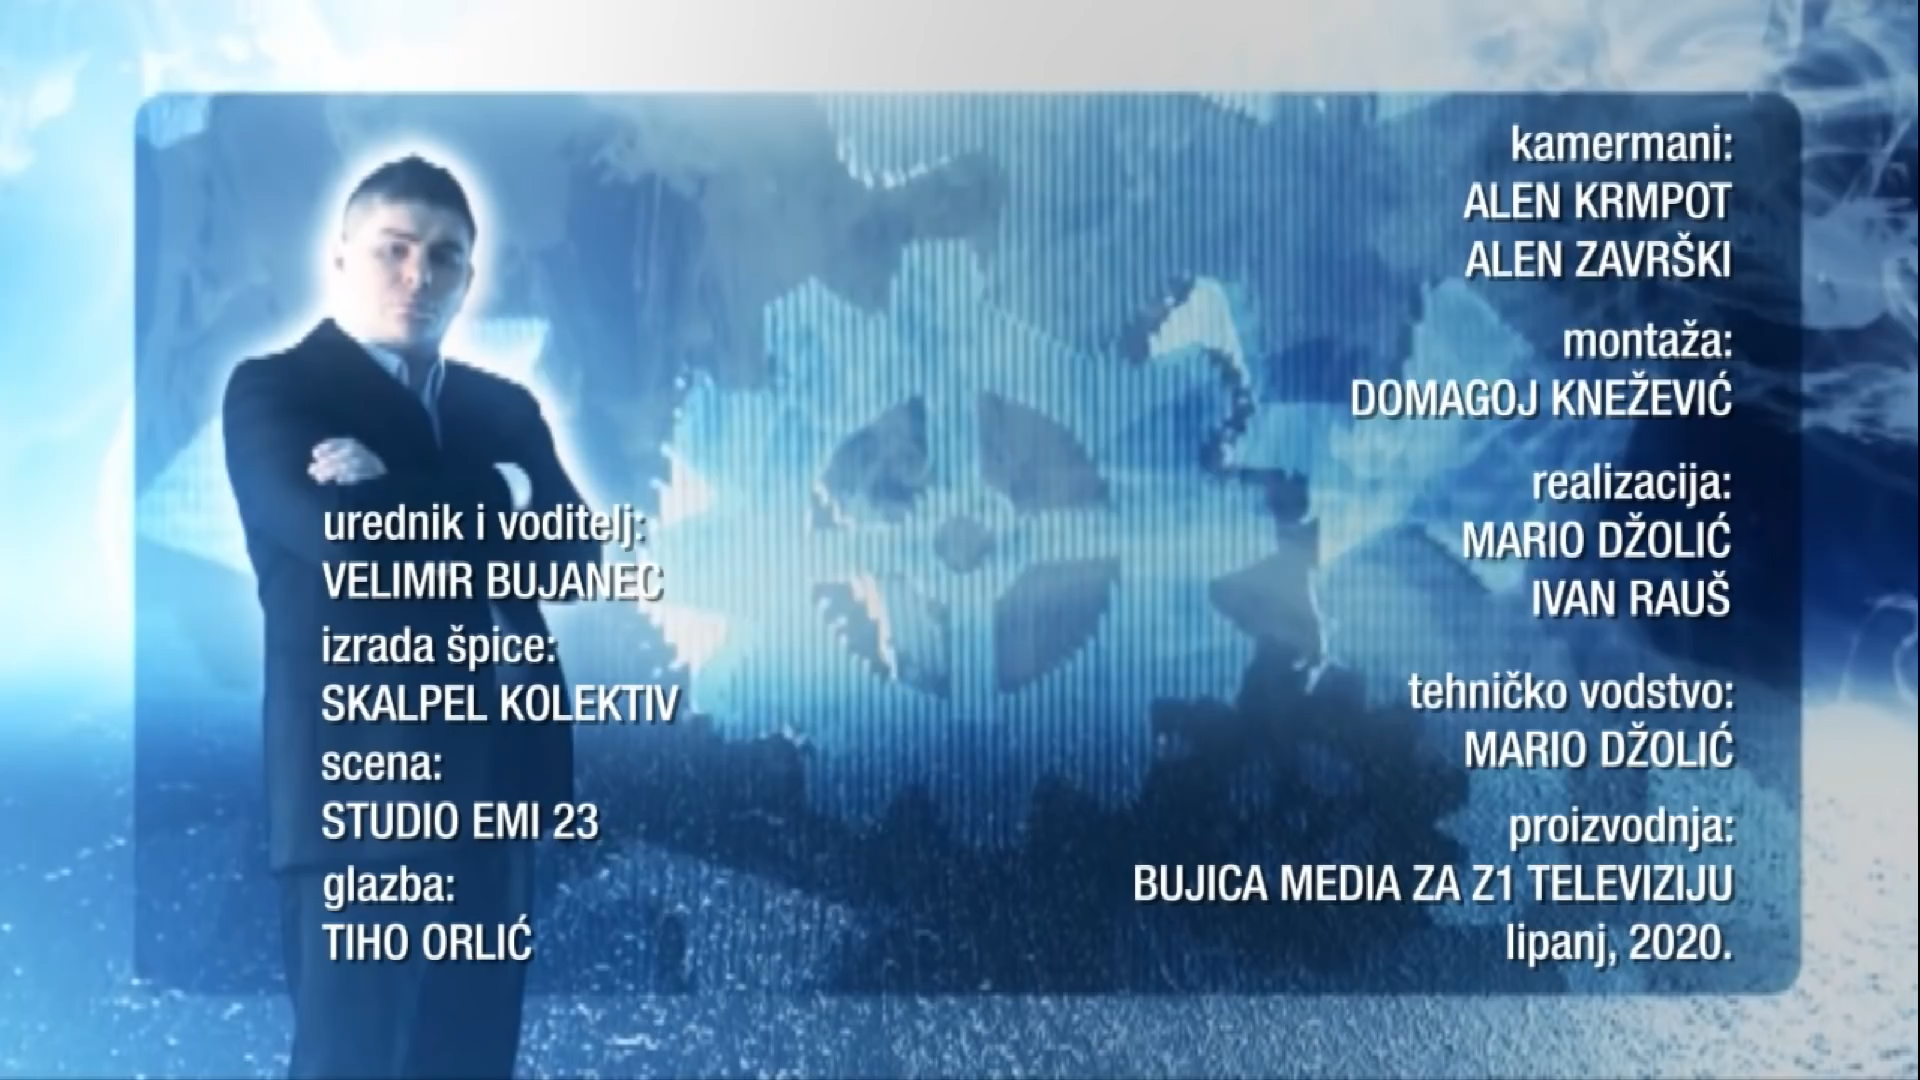 urednik i voditelj:
VELIMIR BUJANEC
izrada špice:
SKALPEL KOLEKTIV
scena:
STUDIO EMI 23
glazba:
TIHO ORLIĆ
kamermani:
ALEN KRMPOT
ALEN ZAVRŠKI
montaža:
DOMAGOJ KNEŽEVIĆ
realizacija:
MARIO DŽOLIĆ
IVAN RAUŠ
tehničko vodstvo:
MARIO DŽOLIĆ
proizvodnja:
BUJICA MEDIA ZA Z1 TELEVIZIJU
lipanj, 2020.